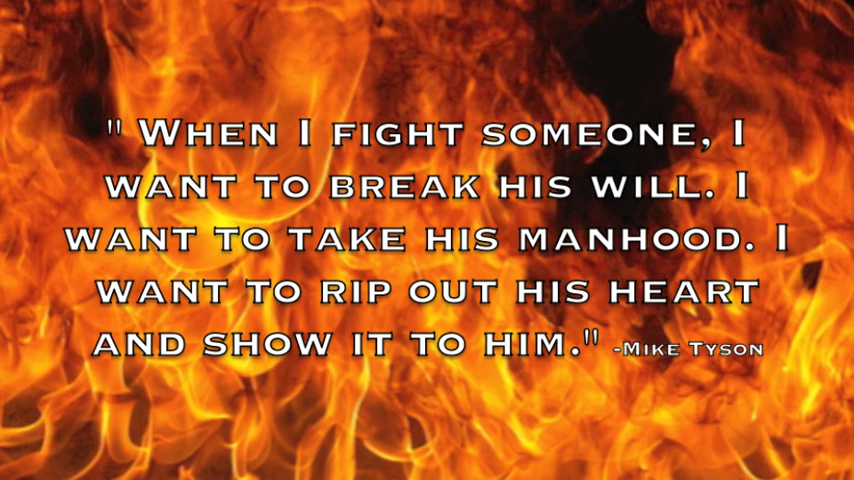 " When I fight someone, I
want to break his will. I
want to take his manhood. I
want to rip out his heart
and show it to him." -Mike Tyson